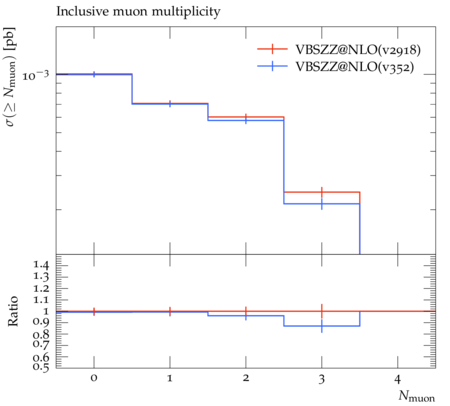 Inclusive muon multiplicity
σ(≥ N_muon) [pb]
VBSZZ@NLO(v2918)
VBSZZ@NLO(v352)
10⁻³
Ratio
1.4
1.3
1.2
1.1
1
0.9
0.8
0.7
0.6
0.5
0 1 2 3 4
N_muon